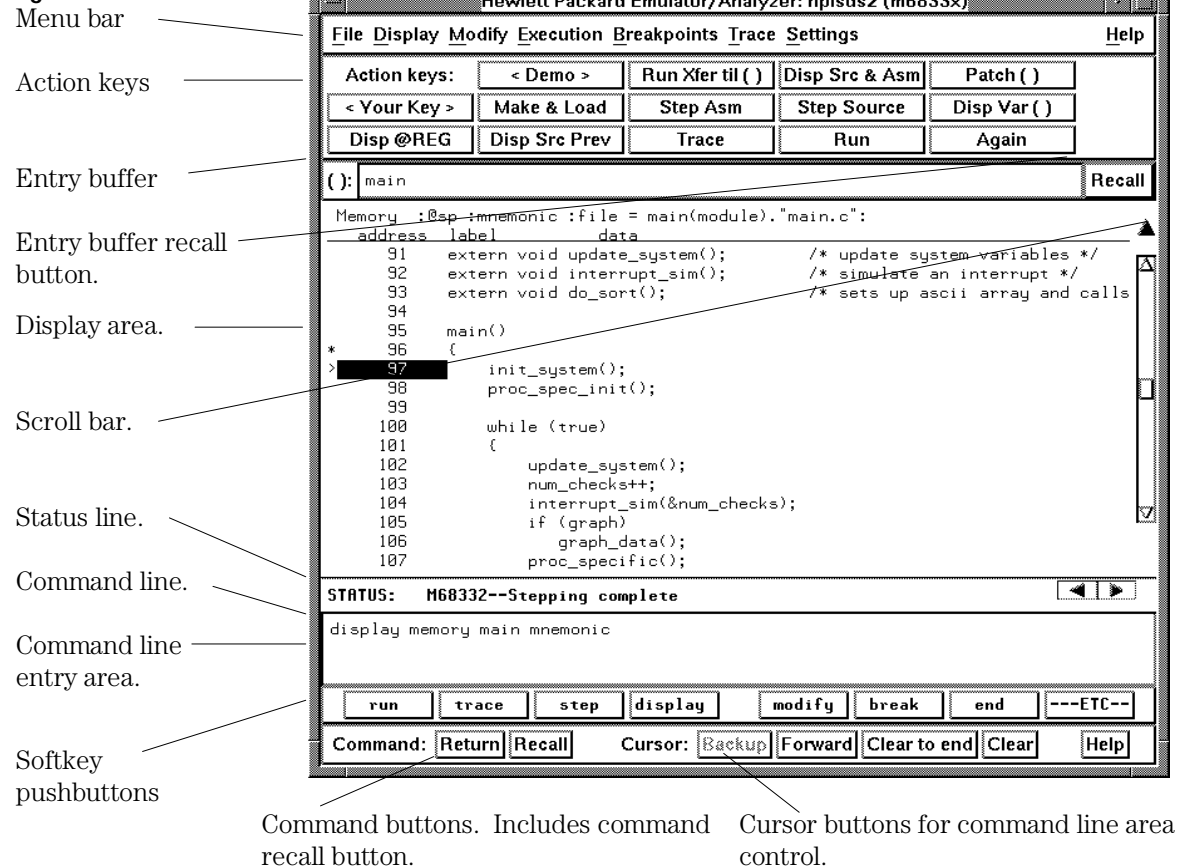 Hewlett Packard Emulator/Analyzer: hplsds2 (m6833x)
Menu bar
File Display Modify Execution Breakpoints Trace Settings Help
Action keys
Action keys: < Demo > Run Xfer til ( ) Disp Src & Asm Patch ( )
< Your Key > Make & Load Step Asm Step Source Disp Var ( )
Disp @REG Disp Src Prev Trace Run Again
Entry buffer
( ): main Recall
Memory :@sp :mnemonic :file = main(module)."main.c":
address label data
Entry buffer recall
button.
91 extern void update_system(); /* update system variables */
92 extern void interrupt_sim(); /* simulate an interrupt */
93 extern void do_sort(); /* sets up ascii array and calls
94
Display area.
95 main()
* 96 {
> 97 init_system();
98 proc_spec_init();
99
Scroll bar.
100 while (true)
101 {
102 update_system();
103 num_checks++;
104 interrupt_sim(&num_checks);
105 if (graph)
106 graph_data();
107 proc_specific();
Status line.
STATUS: M68332--Stepping complete
Command line.
display memory main mnemonic
Command line
entry area.
run trace step display modify break end ---ETC--
Command: Return Recall Cursor: Backup Forward Clear to end Clear Help
Softkey
pushbuttons
Command buttons. Includes command
recall button.
Cursor buttons for command line area
control.